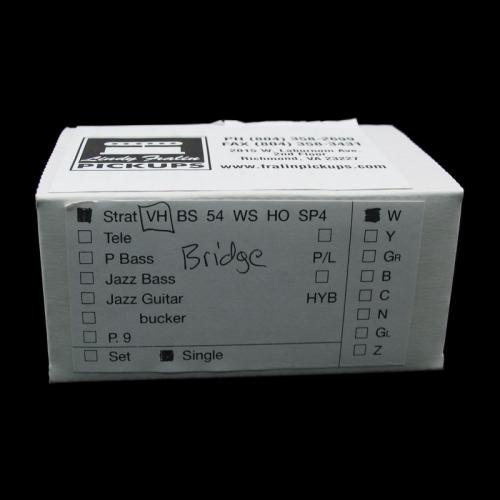 Lindy Fralin
PICKUPS
PH (804) 358-2699
FAX (804) 358-3431
2015 W. Laburnum Ave.
2nd Floor
Richmond, VA 23227
www.fralinpickups.com
Strat VH BS 54 WS HO SP4
Tele
P Bass
Jazz Bass
Jazz Guitar
bucker
P. 9
Set
Single
Bridge
P/L
HYB
W
Y
GR
B
C
N
GL
Z